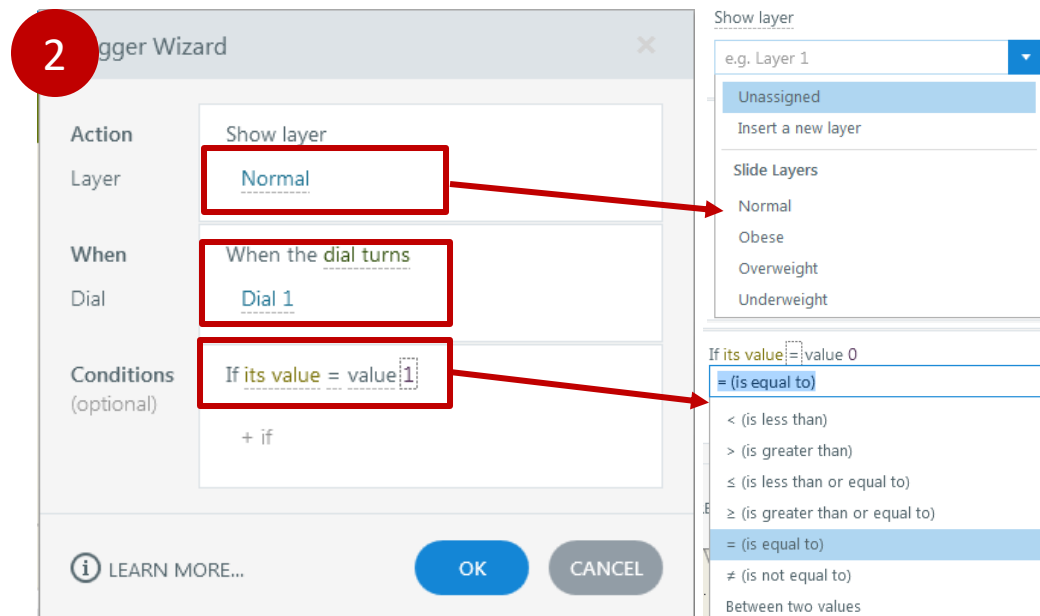 2
gger Wizard
Action
Show layer
Layer
Normal
When
When the dial turns
Dial
Dial 1
Conditions
(optional)
If its value = value 1
+ if
LEARN MORE...
OK
CANCEL
Show layer
e.g. Layer 1
Unassigned
Insert a new layer
Slide Layers
Normal
Obese
Overweight
Underweight
If its value = value 0
= (is equal to)
< (is less than)
> (is greater than)
≤ (is less than or equal to)
≥ (is greater than or equal to)
= (is equal to)
≠ (is not equal to)
Between two values